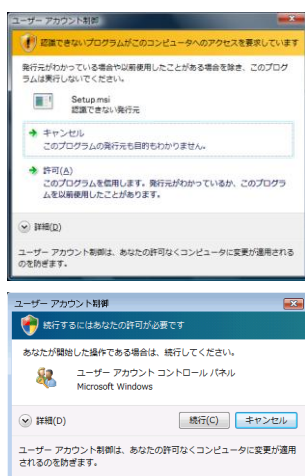 ユーザー アカウント制御
認識できないプログラムがこのコンピュータへのアクセスを要求しています
発行元がわかっている場合や以前使用したことがある場合を除き、このプログ
ラムは実行しないでください。
Setup.msi
認識できない発行元
キャンセル
このプログラムの発行元も目的もわかりません。
許可(A)
このプログラムを信用します。発行元がわかっているか、このプログラ
ムを以前使用したことがあります。
詳細(D)
ユーザー アカウント制御は、あなたの許可なくコンピュータに変更が適用される
のを防ぎます。
ユーザー アカウント制御
続行するにはあなたの許可が必要です
あなたが開始した操作である場合は、続行してください。
ユーザー アカウント コントロール パネル
Microsoft Windows
詳細(D)
続行(C)
キャンセル
ユーザー アカウント制御は、あなたの許可なくコンピュータに変更が適用
されるのを防ぎます。